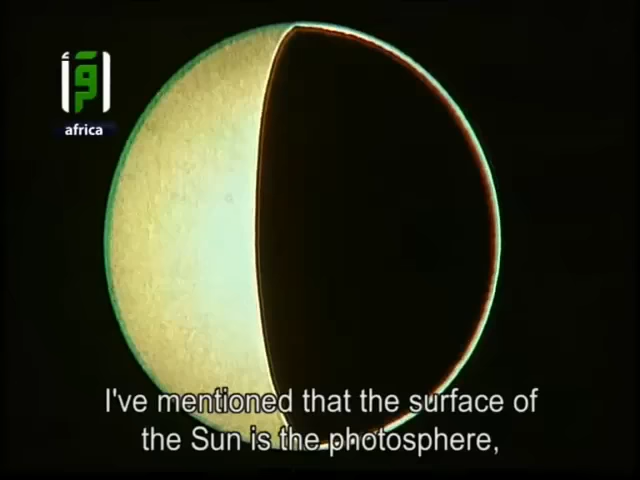 اقرأ
africa
I've mentioned that the surface of
the Sun is the photosphere,